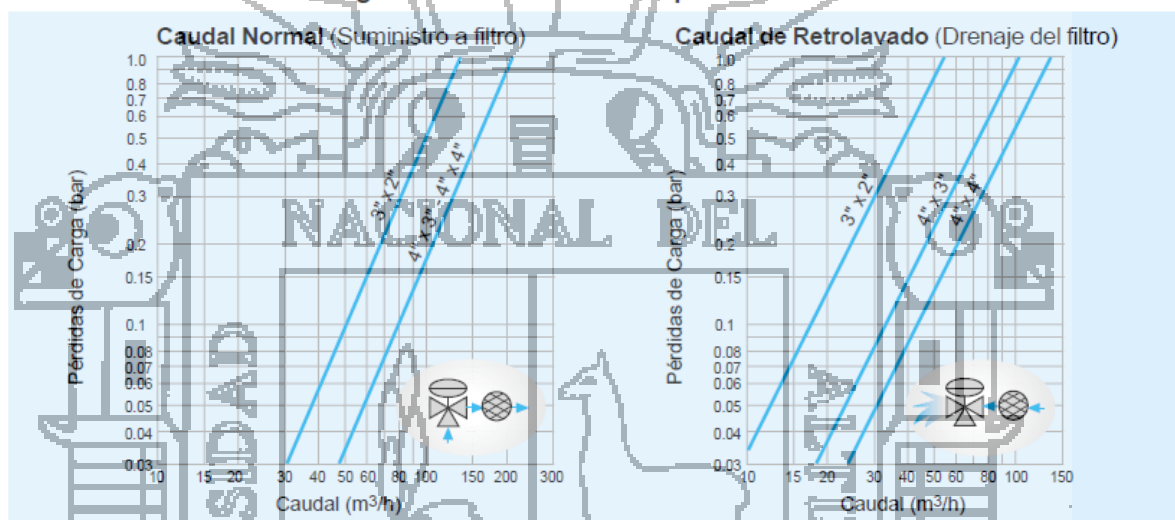 Caudal Normal (Suministro a filtro)
Pérdidas de Carga (bar)
1.0
0.8
0.7
0.6
0.5
0.4
0.3
0.2
0.15
0.1
0.08
0.07
0.06
0.05
0.04
0.03
3" x 2"
4" x 3" - 4" x 4"
10 15 20 30 40 50 60 80 100 150 200 300
Caudal (m³/h)
Caudal de Retrolavado (Drenaje del filtro)
Pérdidas de Carga (bar)
1.0
0.8
0.7
0.6
0.5
0.4
0.3
0.2
0.15
0.1
0.08
0.07
0.06
0.05
0.04
0.03
3" x 2"
4" x 3"
4" x 4"
10 15 20 30 40 50 60 80 100 150
Caudal (m³/h)
NACIONAL DEL